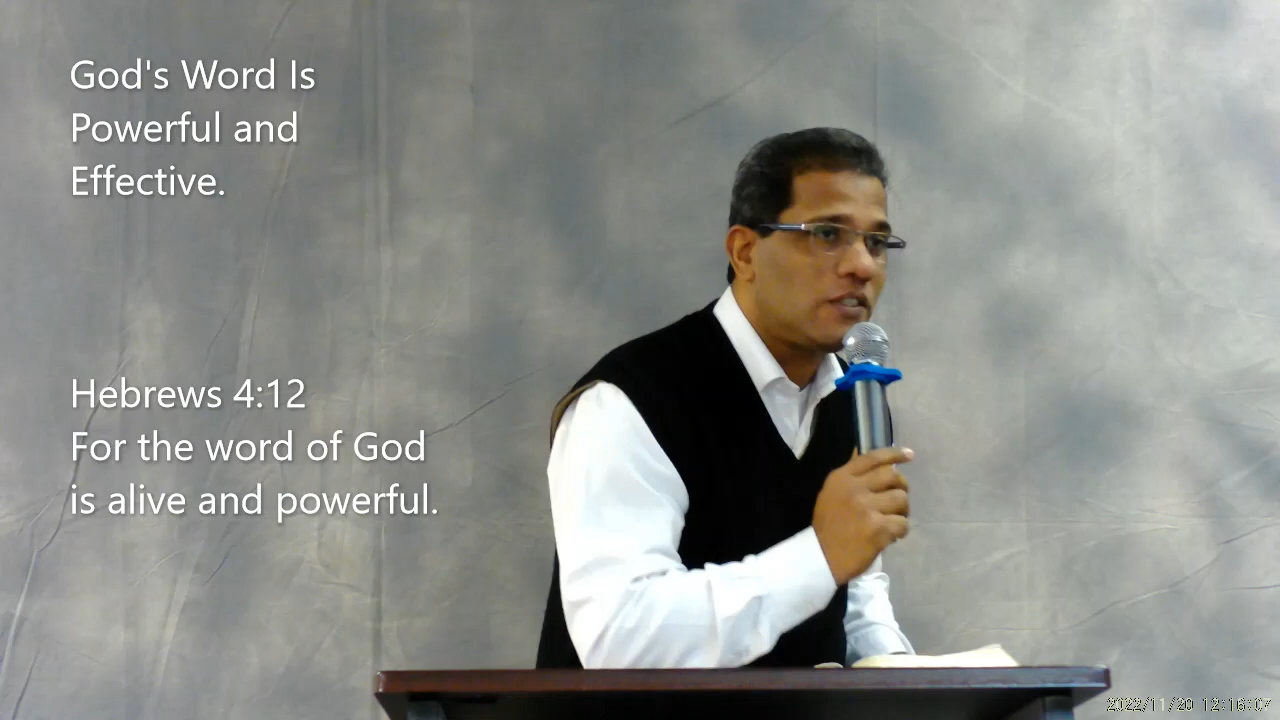 God's Word Is
Powerful and
Effective.
Hebrews 4:12
For the word of God
is alive and powerful.
2022/11/20 12:16:07